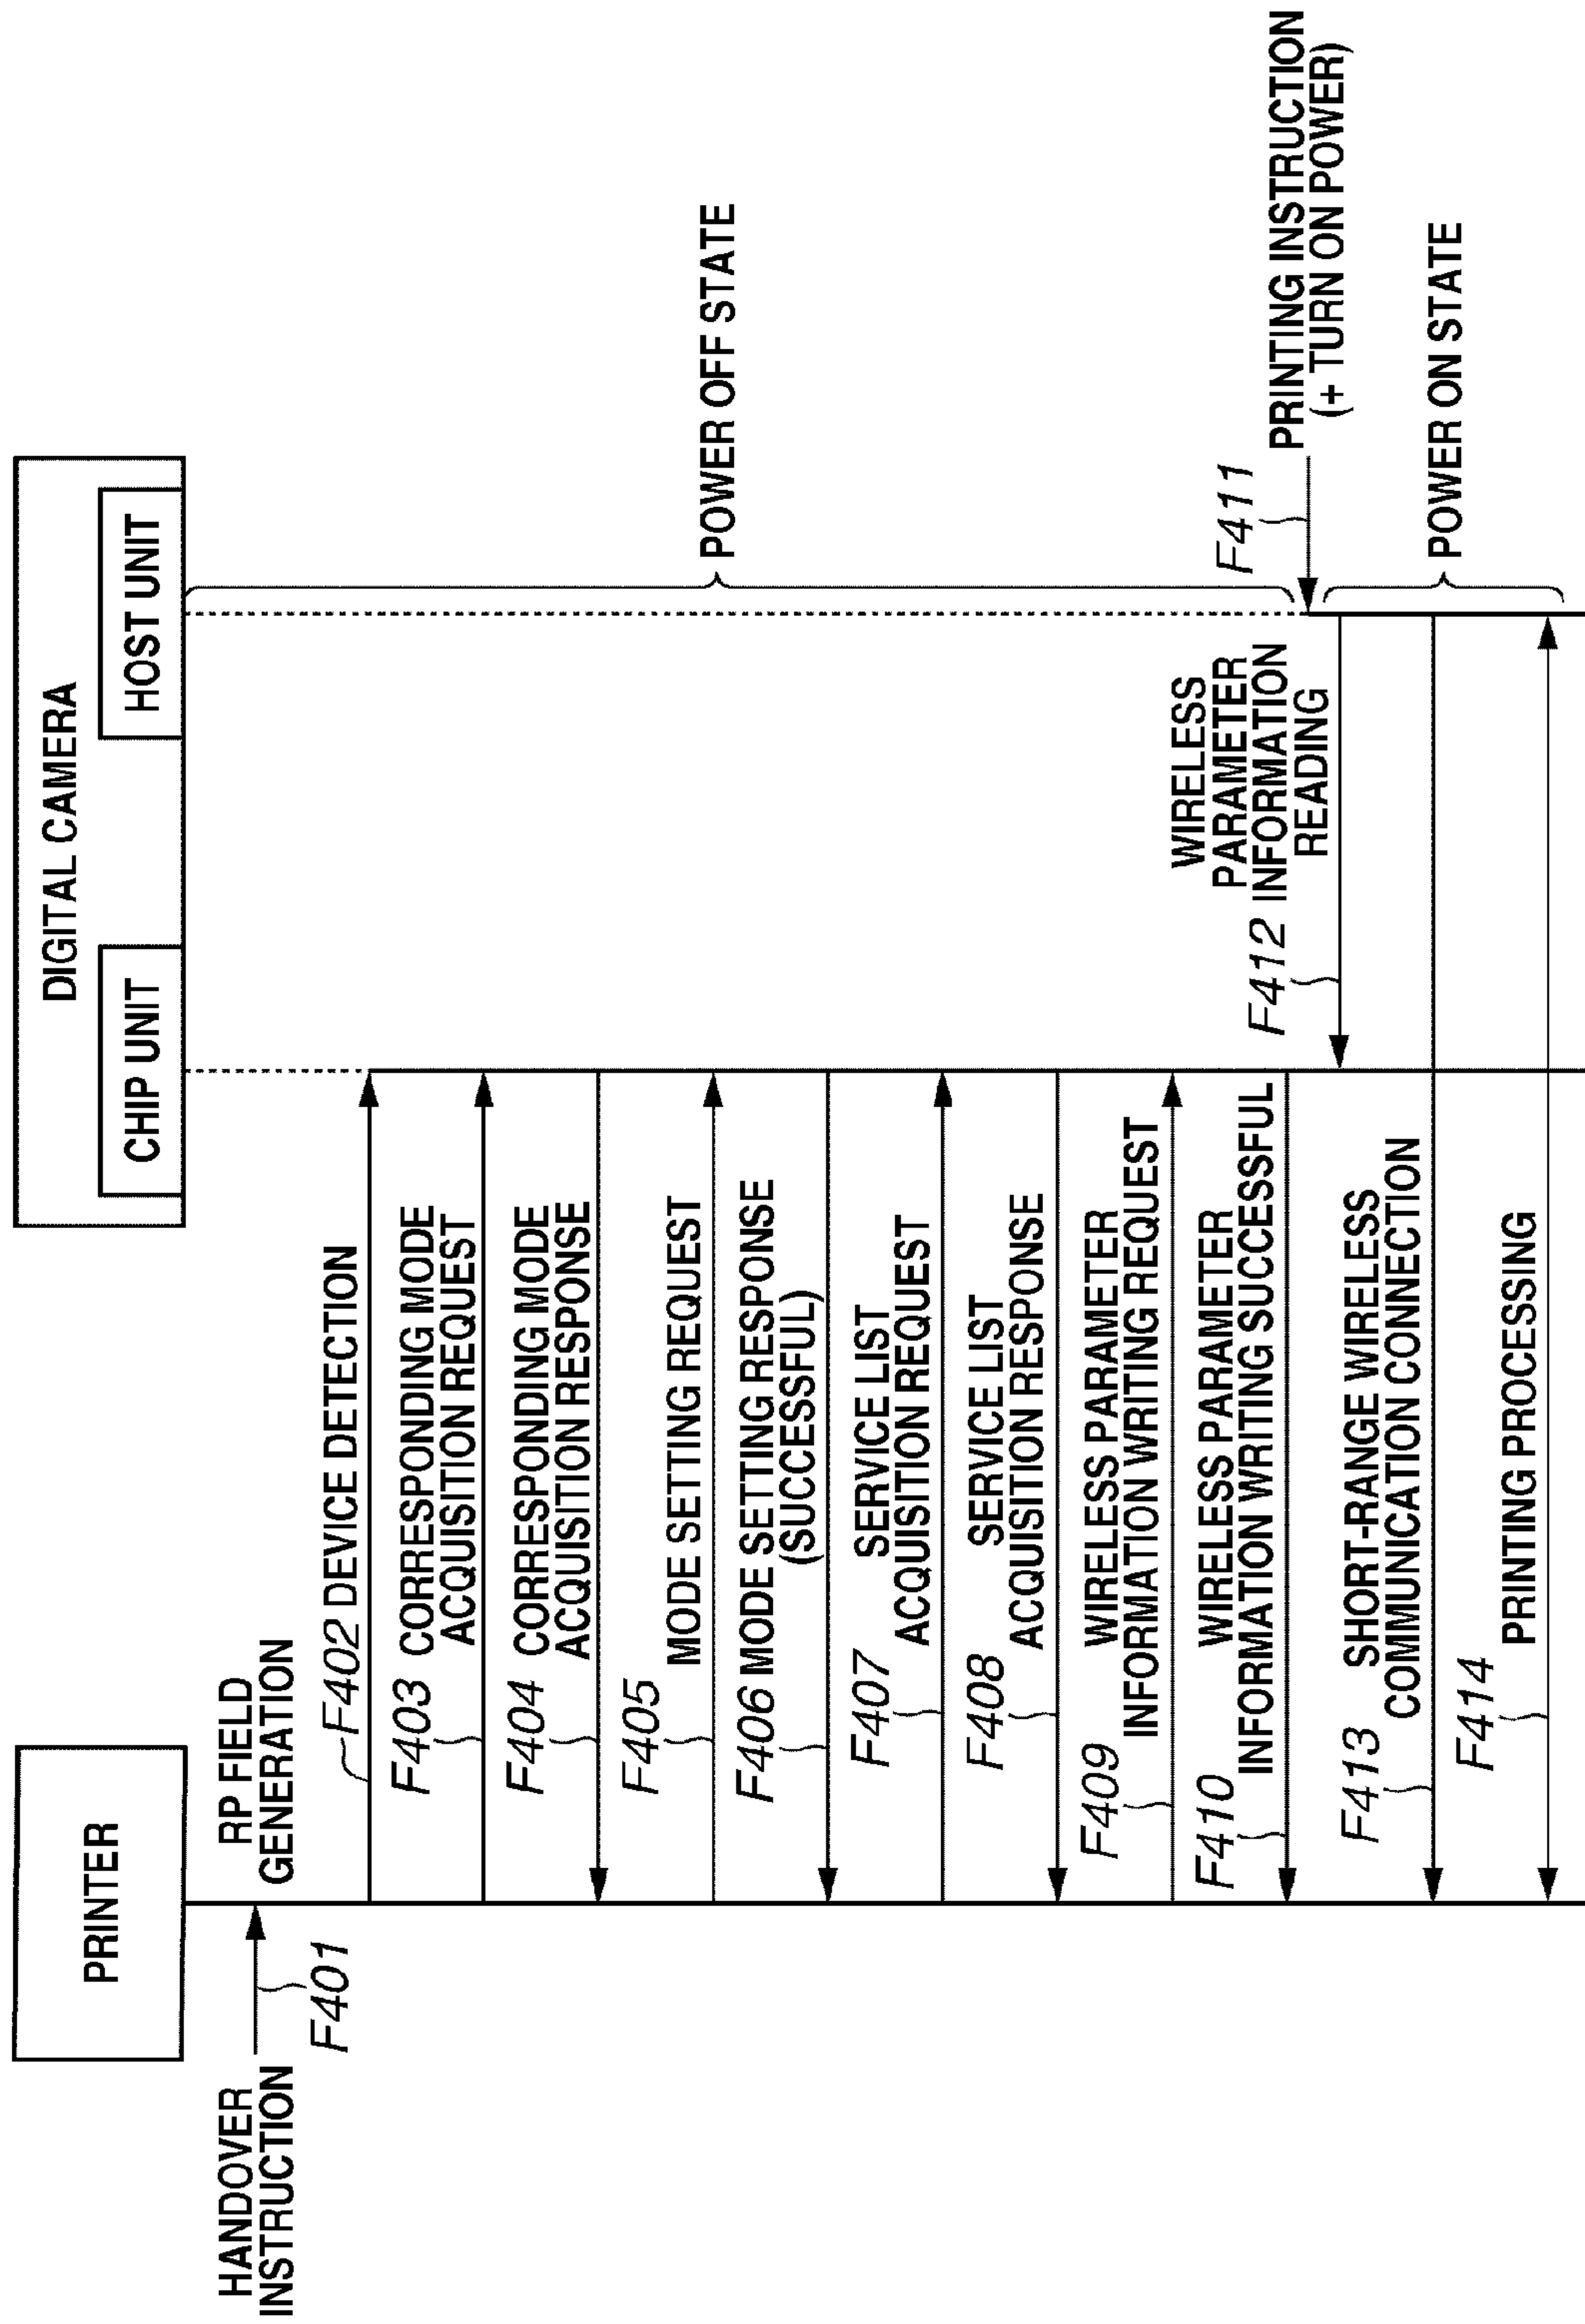 PRINTER
DIGITAL CAMERA
CHIP UNIT
HOST UNIT
HANDOVER
INSTRUCTION
F401
RP FIELD
GENERATION
F402 DEVICE DETECTION
F403 CORRESPONDING MODE
ACQUISITION REQUEST
F404 CORRESPONDING MODE
ACQUISITION RESPONSE
F405
MODE SETTING REQUEST
F406 MODE SETTING RESPONSE
(SUCCESSFUL)
F407
SERVICE LIST
ACQUISITION REQUEST
F408
SERVICE LIST
ACQUISITION RESPONSE
F409
WIRELESS PARAMETER
INFORMATION WRITING REQUEST
F410
WIRELESS PARAMETER
INFORMATION WRITING SUCCESSFUL
POWER OFF STATE
F411
PRINTING INSTRUCTION
(+ TURN ON POWER)
WIRELESS
PARAMETER
F412 INFORMATION
READING
F413
SHORT-RANGE WIRELESS
COMMUNICATION CONNECTION
POWER ON STATE
F414
PRINTING PROCESSING